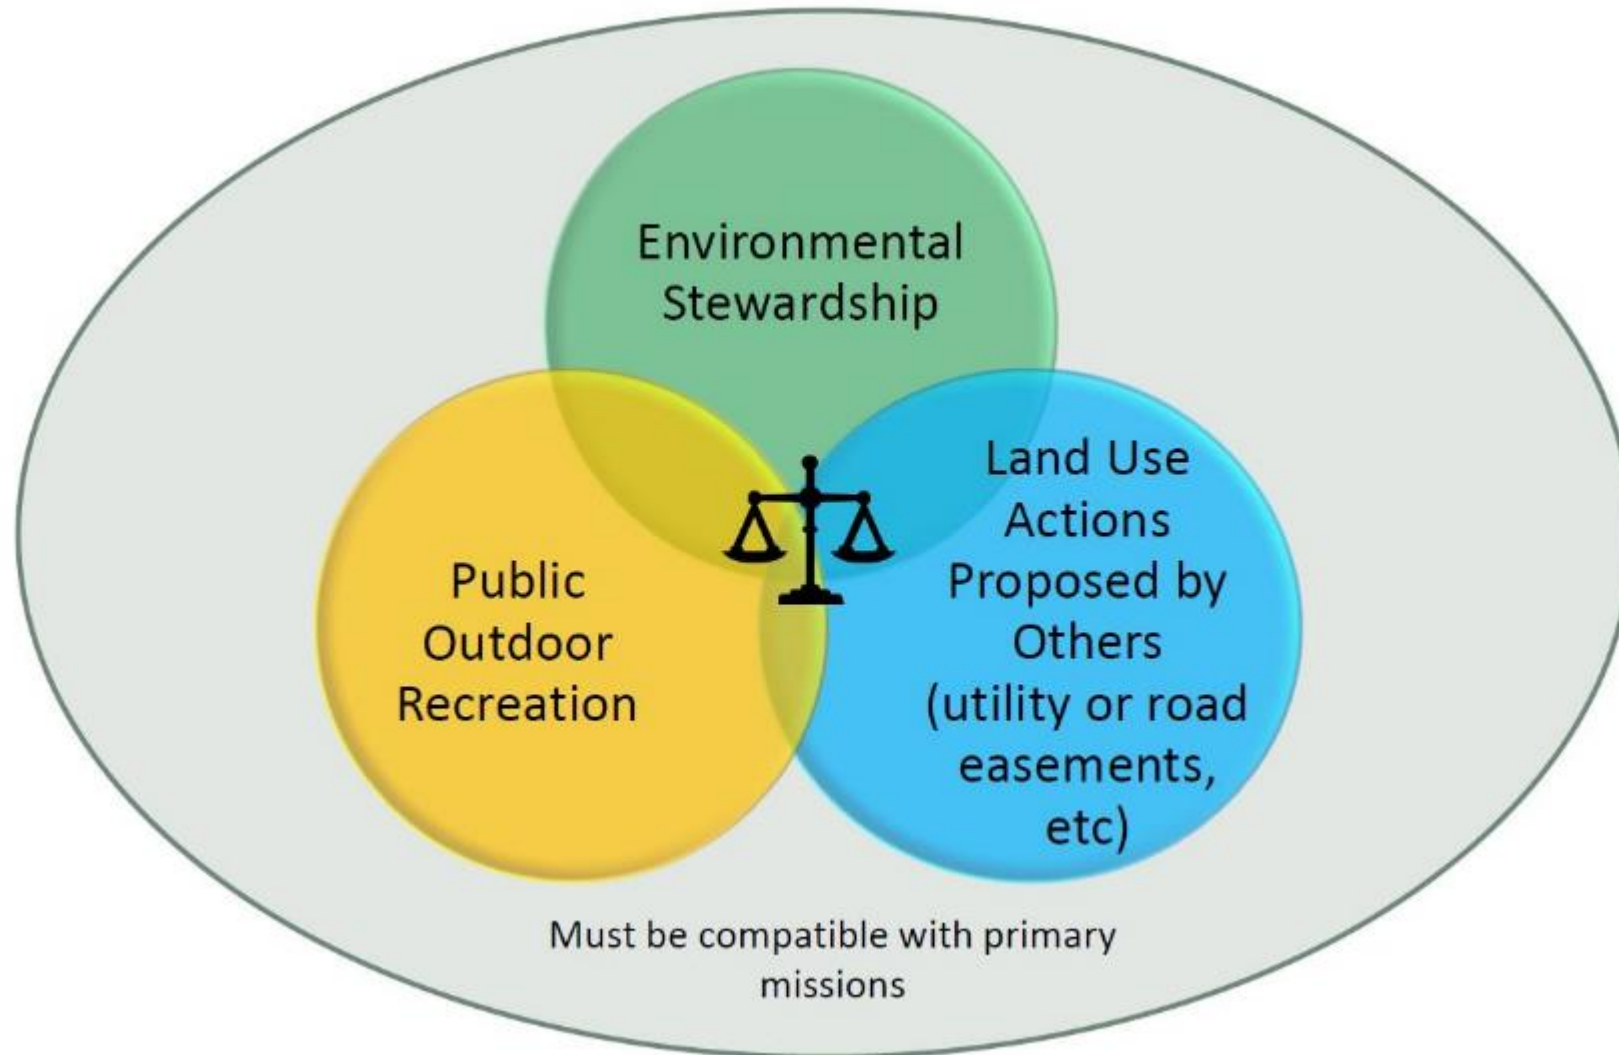 Environmental
Stewardship
Public
Outdoor
Recreation
Land Use
Actions
Proposed by
Others
(utility or road
easements,
etc)
Must be compatible with primary
missions